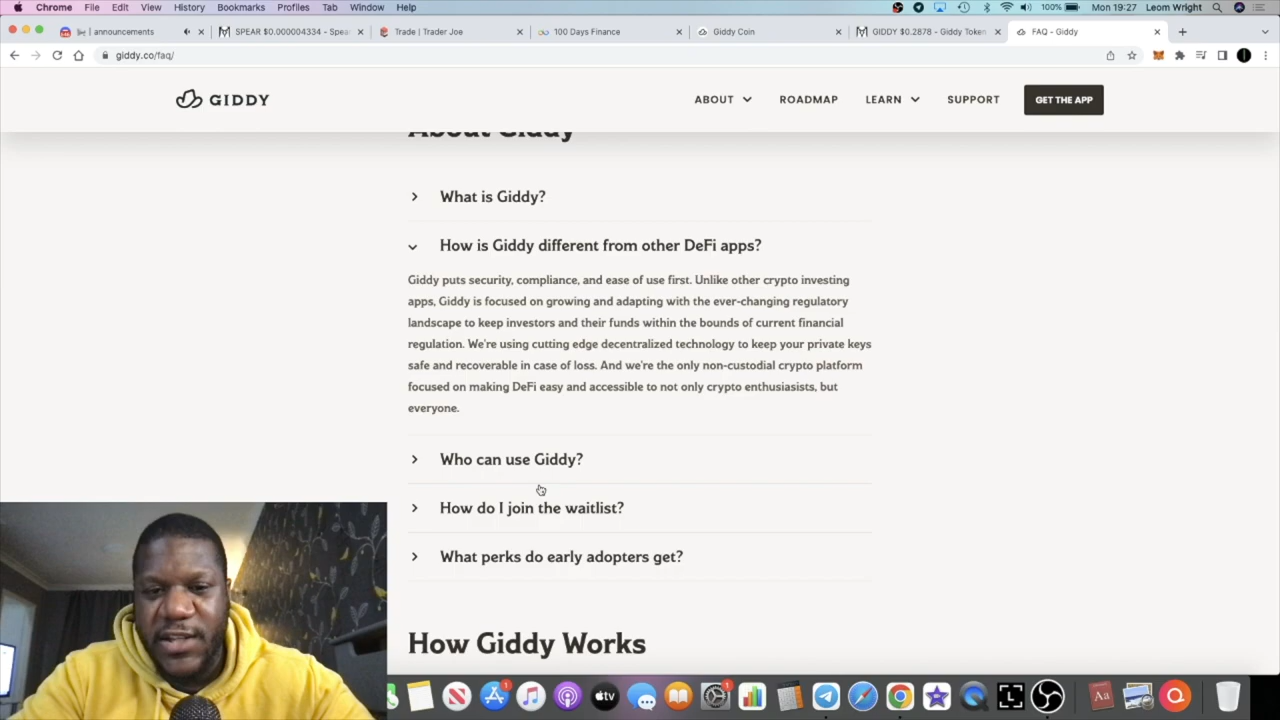 Chrome File Edit View History Bookmarks Profiles Tab Window Help 100% Mon 19:27 Leom Wright
| announcements SPEAR $0.000004334 - Spea Trade | Trader Joe 100 Days Finance Giddy Coin GIDDY $0.2878 - Giddy Token FAQ - Giddy
giddy.co/faq/
GIDDY ABOUT ROADMAP LEARN SUPPORT GET THE APP
About Giddy
What is Giddy?
How is Giddy different from other DeFi apps?
Giddy puts security, compliance, and ease of use first. Unlike other crypto investing
apps, Giddy is focused on growing and adapting with the ever-changing regulatory
landscape to keep investors and their funds within the bounds of current financial
regulation. We're using cutting edge decentralized technology to keep your private keys
safe and recoverable in case of loss. And we're the only non-custodial crypto platform
focused on making DeFi easy and accessible to not only crypto enthusiasts, but
everyone.
Who can use Giddy?
How do I join the waitlist?
What perks do early adopters get?
How Giddy Works
1 tv 1 L Aa